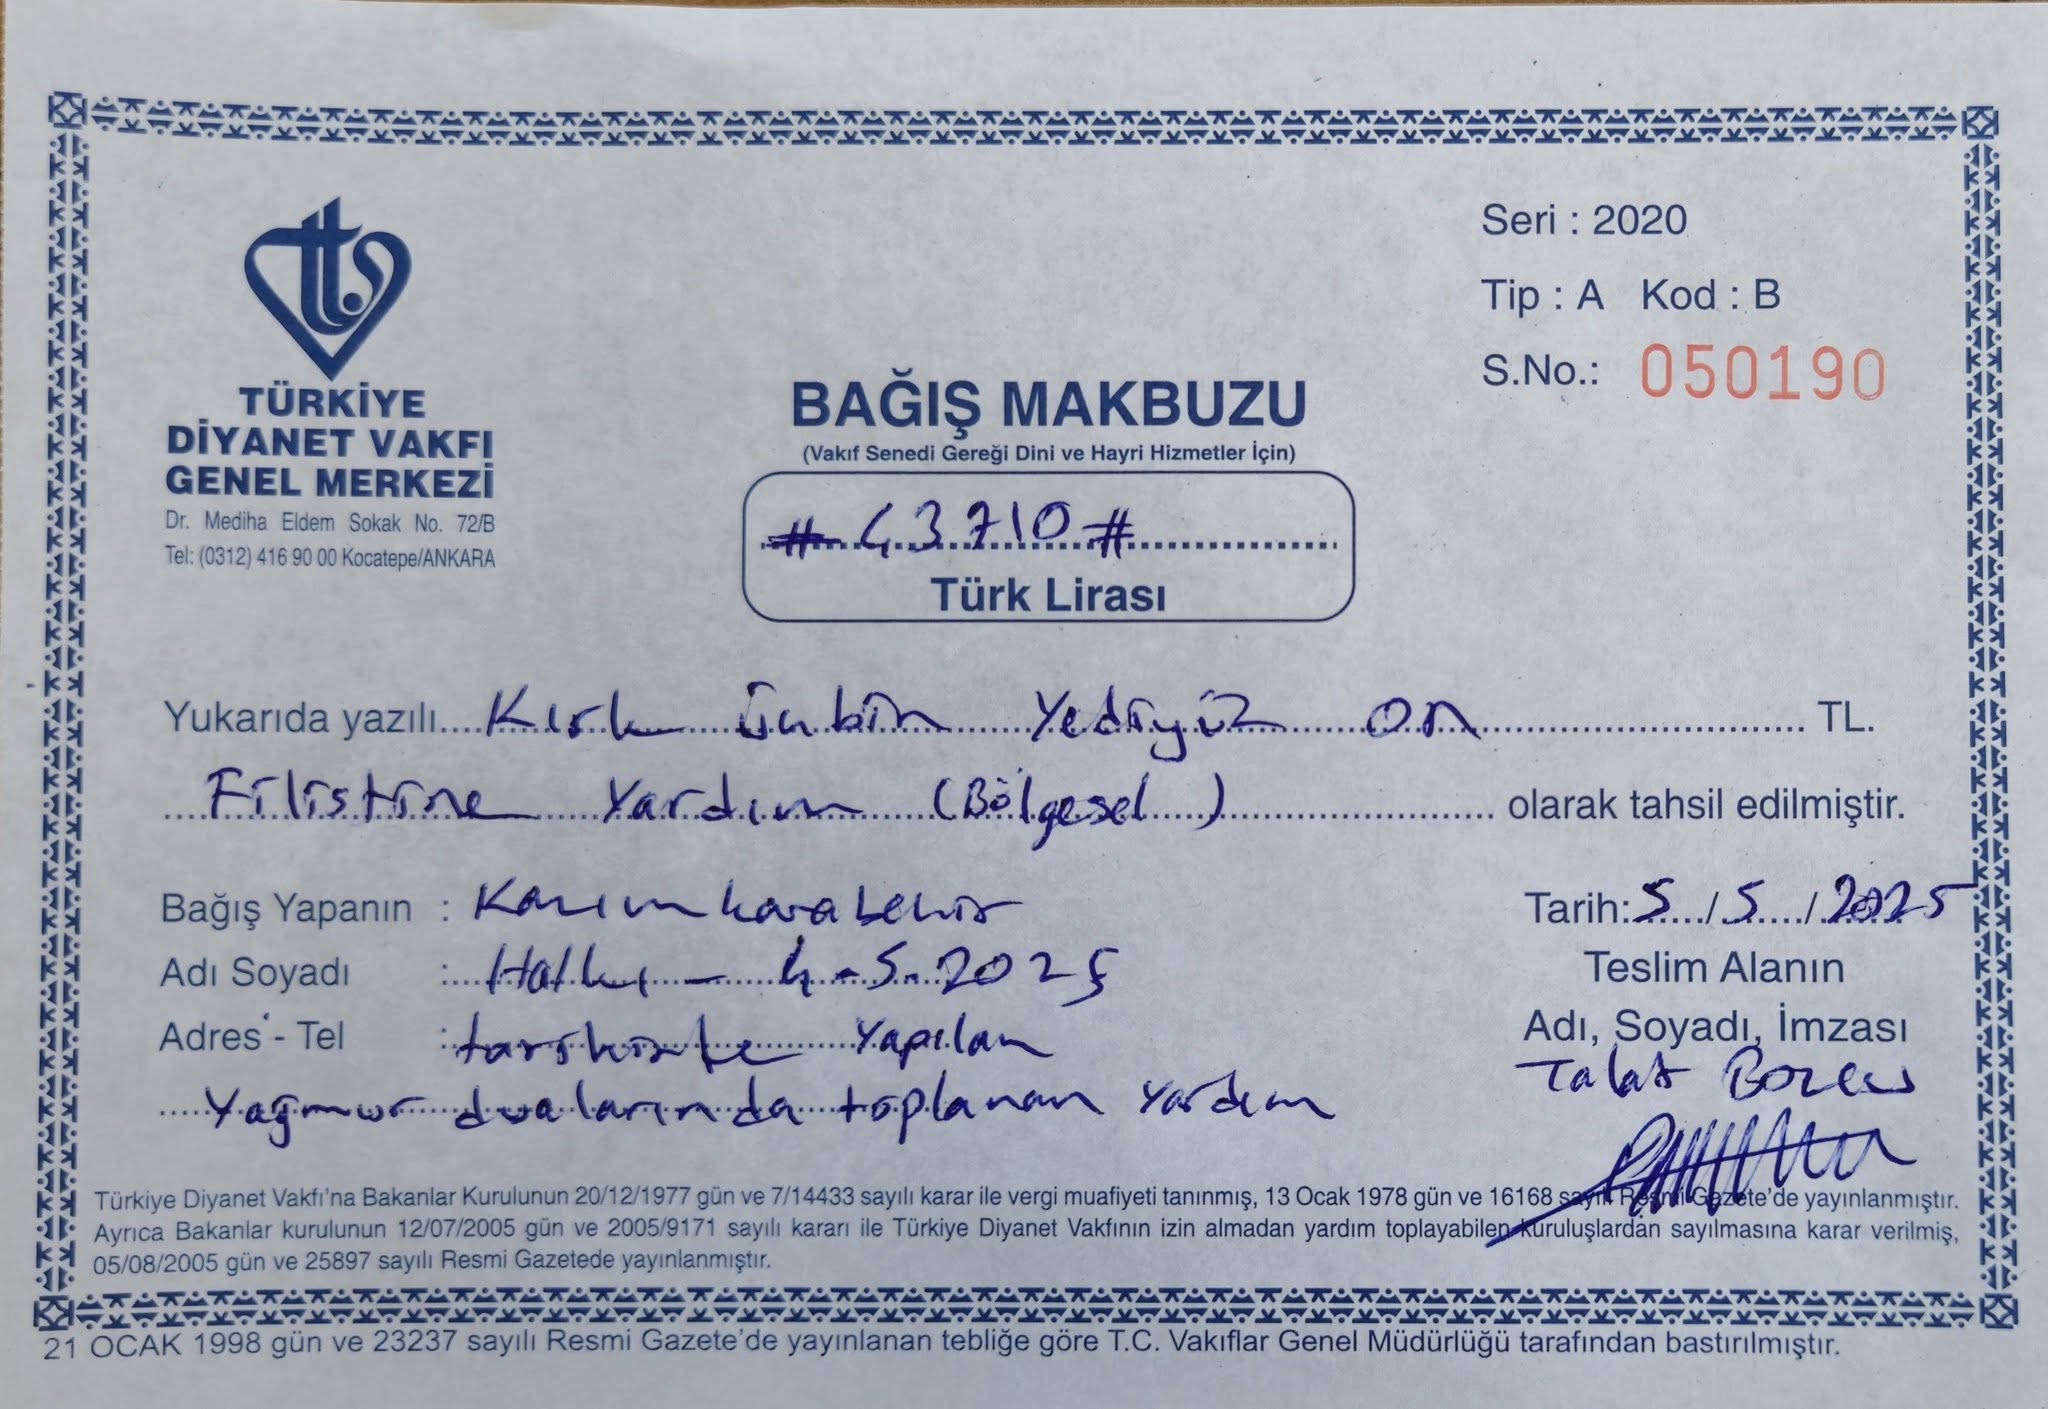 Seri : 2020
Tip : A Kod : B
S.No.: 050190
TÜRKİYE
DİYANET VAKFI
GENEL MERKEZİ
Dr. Mediha Eldem Sokak No. 72/B
Tel: (0312) 416 90 00 Kocatepe/ANKARA
BAĞIŞ MAKBUZU
(Vakıf Senedi Gereği Dini ve Hayri Hizmetler İçin)
# 43710 #
Türk Lirası
Yukarıda yazılı Kırk üçbin Yediyüz on TL.
Filistine Yardım (Bölgesel) olarak tahsil edilmiştir.
Bağış Yapanın : Kazımkarabekir
Adı Soyadı : Halkı - 4-5-2025
Adres - Tel : tarihinde yapılan
Yağmur dualarında toplanan yardım
Tarih: 5/5/2025
Teslim Alanın
Adı, Soyadı, İmzası
Talat
Türkiye Diyanet Vakfı'na Bakanlar Kurulunun 20/12/1977 gün ve 7/14433 sayılı karar ile vergi muafiyeti tanınmış, 13 Ocak 1978 gün ve 16168 sayılı Resmi Gazete'de yayınlanmıştır.
Ayrıca Bakanlar kurulunun 12/07/2005 gün ve 2005/9171 sayılı kararı ile Türkiye Diyanet Vakfının izin almadan yardım toplayabilen kuruluşlardan sayılmasına karar verilmiş,
05/08/2005 gün ve 25897 sayılı Resmi Gazetede yayınlanmıştır.
21 OCAK 1998 gün ve 23237 sayılı Resmi Gazete'de yayınlanan tebliğe göre T.C. Vakıflar Genel Müdürlüğü tarafından bastırılmıştır.